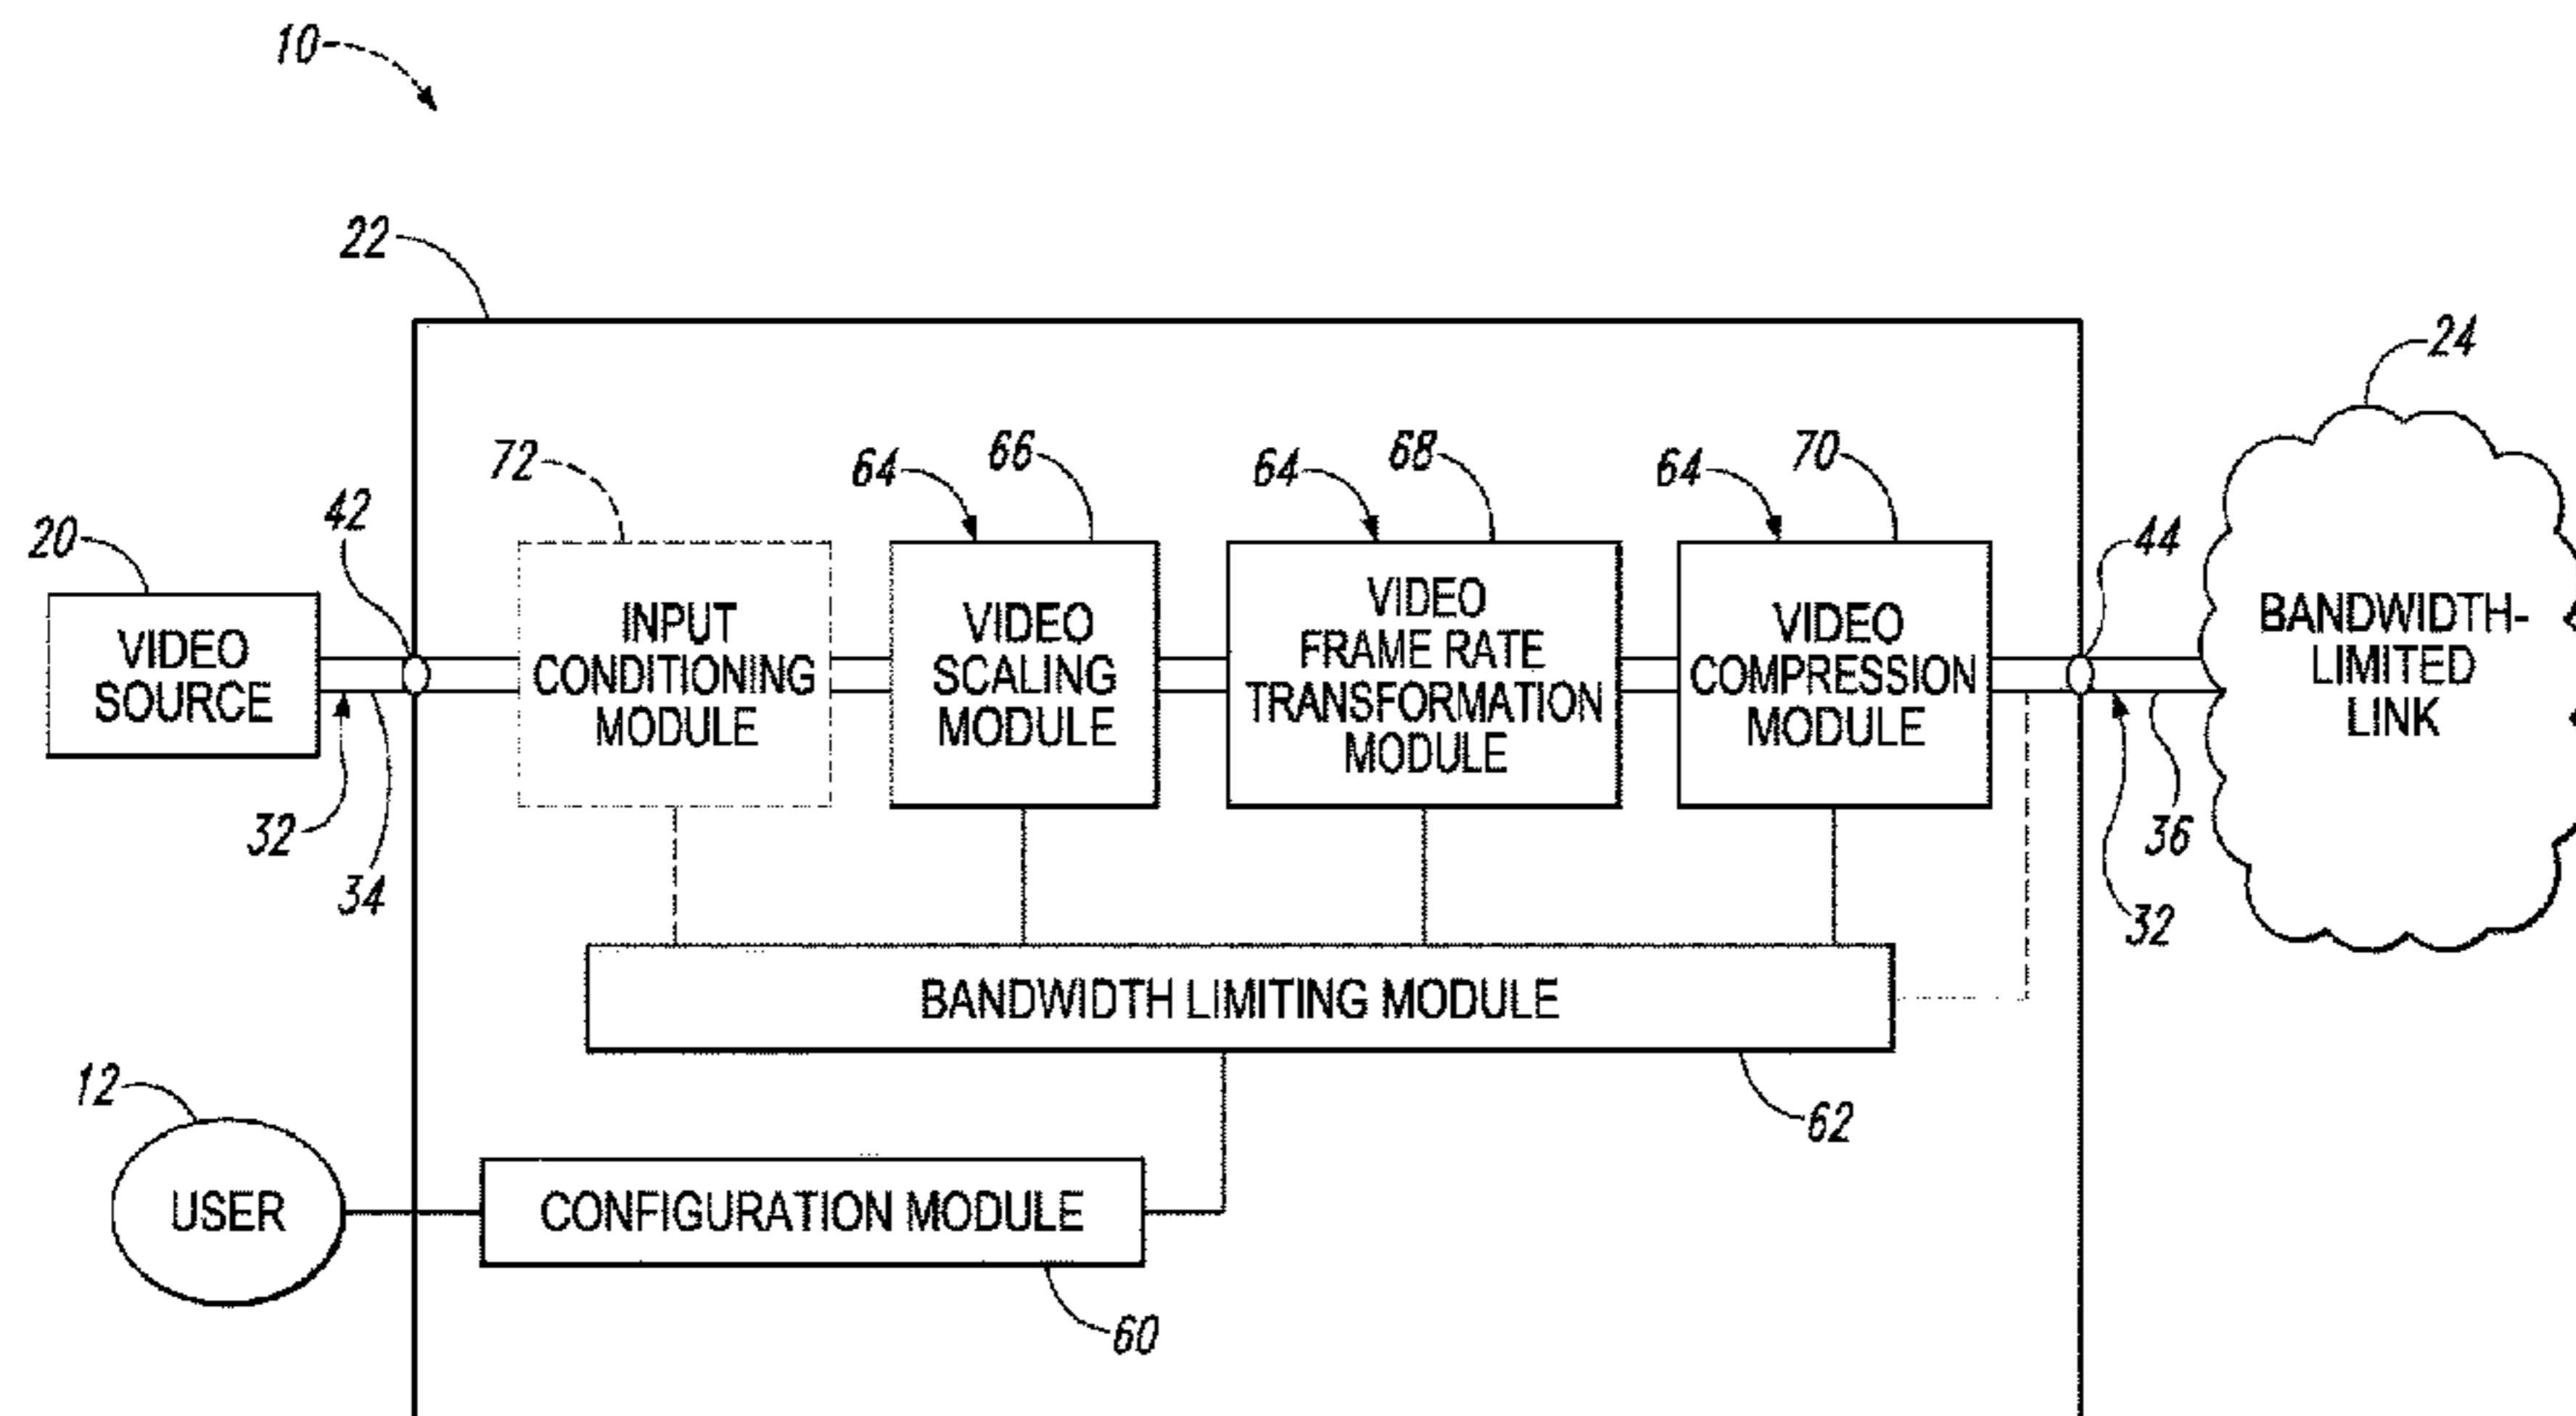 10
22
24
72
64
66
64
68
64
70
42
44
20
VIDEO
SOURCE
INPUT
CONDITIONING
MODULE
VIDEO
SCALING
MODULE
VIDEO
FRAME RATE
TRANSFORMATION
MODULE
VIDEO
COMPRESSION
MODULE
BANDWIDTH-
LIMITED
LINK
32
34
36
32
BANDWIDTH LIMITING MODULE
12
62
USER
CONFIGURATION MODULE
60